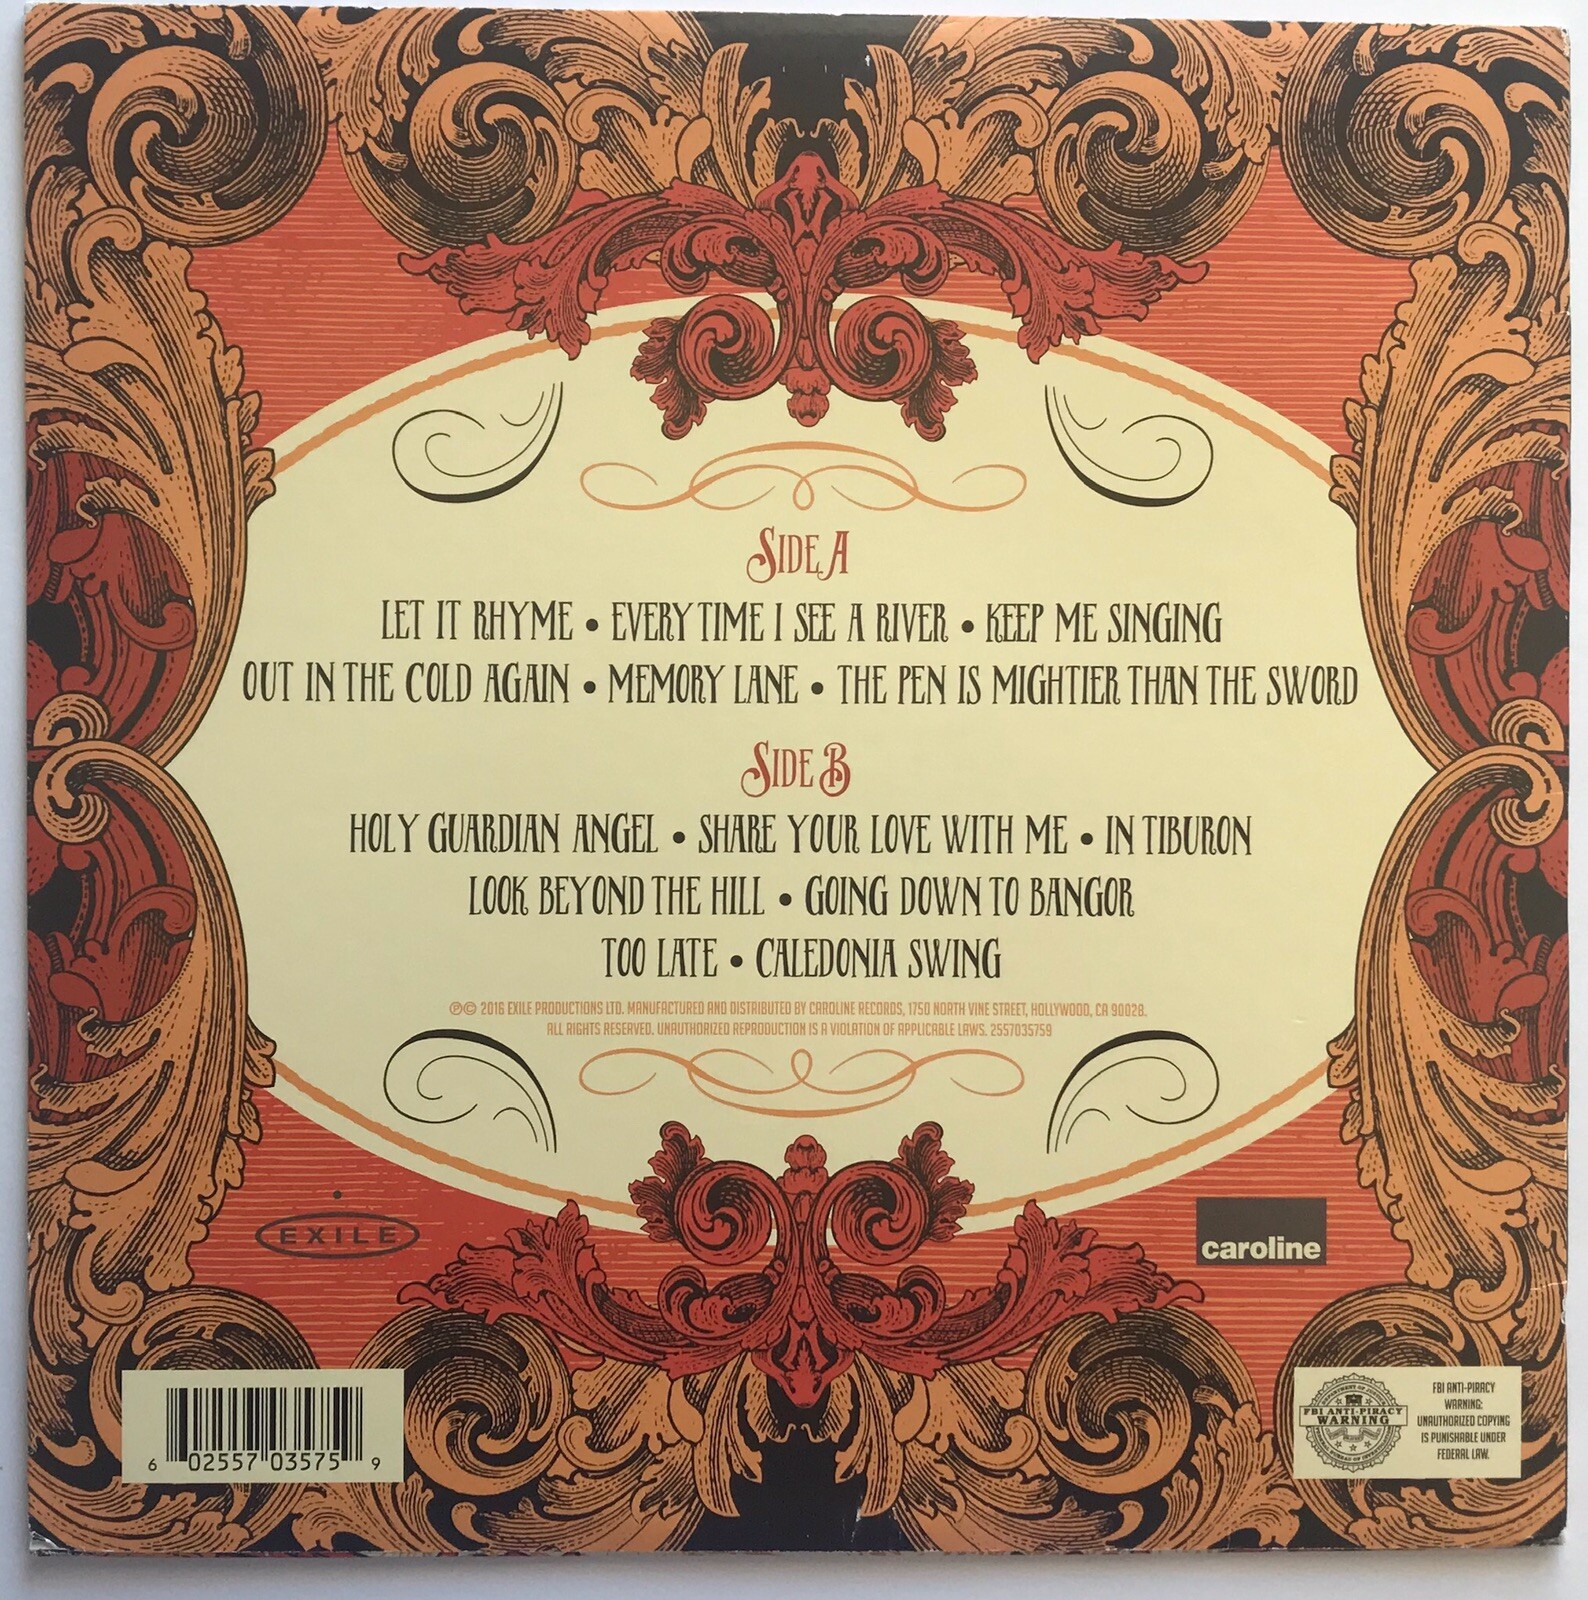 SIDE A
LET IT RHYME • EVERY TIME I SEE A RIVER • KEEP ME SINGING
OUT IN THE COLD AGAIN • MEMORY LANE • THE PEN IS MIGHTIER THAN THE SWORD
SIDE B
HOLY GUARDIAN ANGEL • SHARE YOUR LOVE WITH ME • IN TIBURON
LOOK BEYOND THE HILL • GOING DOWN TO BANGOR
TOO LATE • CALEDONIA SWING
℗© 2016 EXILE PRODUCTIONS LTD. MANUFACTURED AND DISTRIBUTED BY CAROLINE RECORDS, 1750 NORTH VINE STREET, HOLLYWOOD, CA 90028.
ALL RIGHTS RESERVED. UNAUTHORIZED REPRODUCTION IS A VIOLATION OF APPLICABLE LAWS. 2557035759
EXILE
caroline
6 02557 03575 9
FBI ANTI-PIRACY
WARNING
FBI ANTI-PIRACY
WARNING:
UNAUTHORIZED COPYING
IS PUNISHABLE UNDER
FEDERAL LAW.